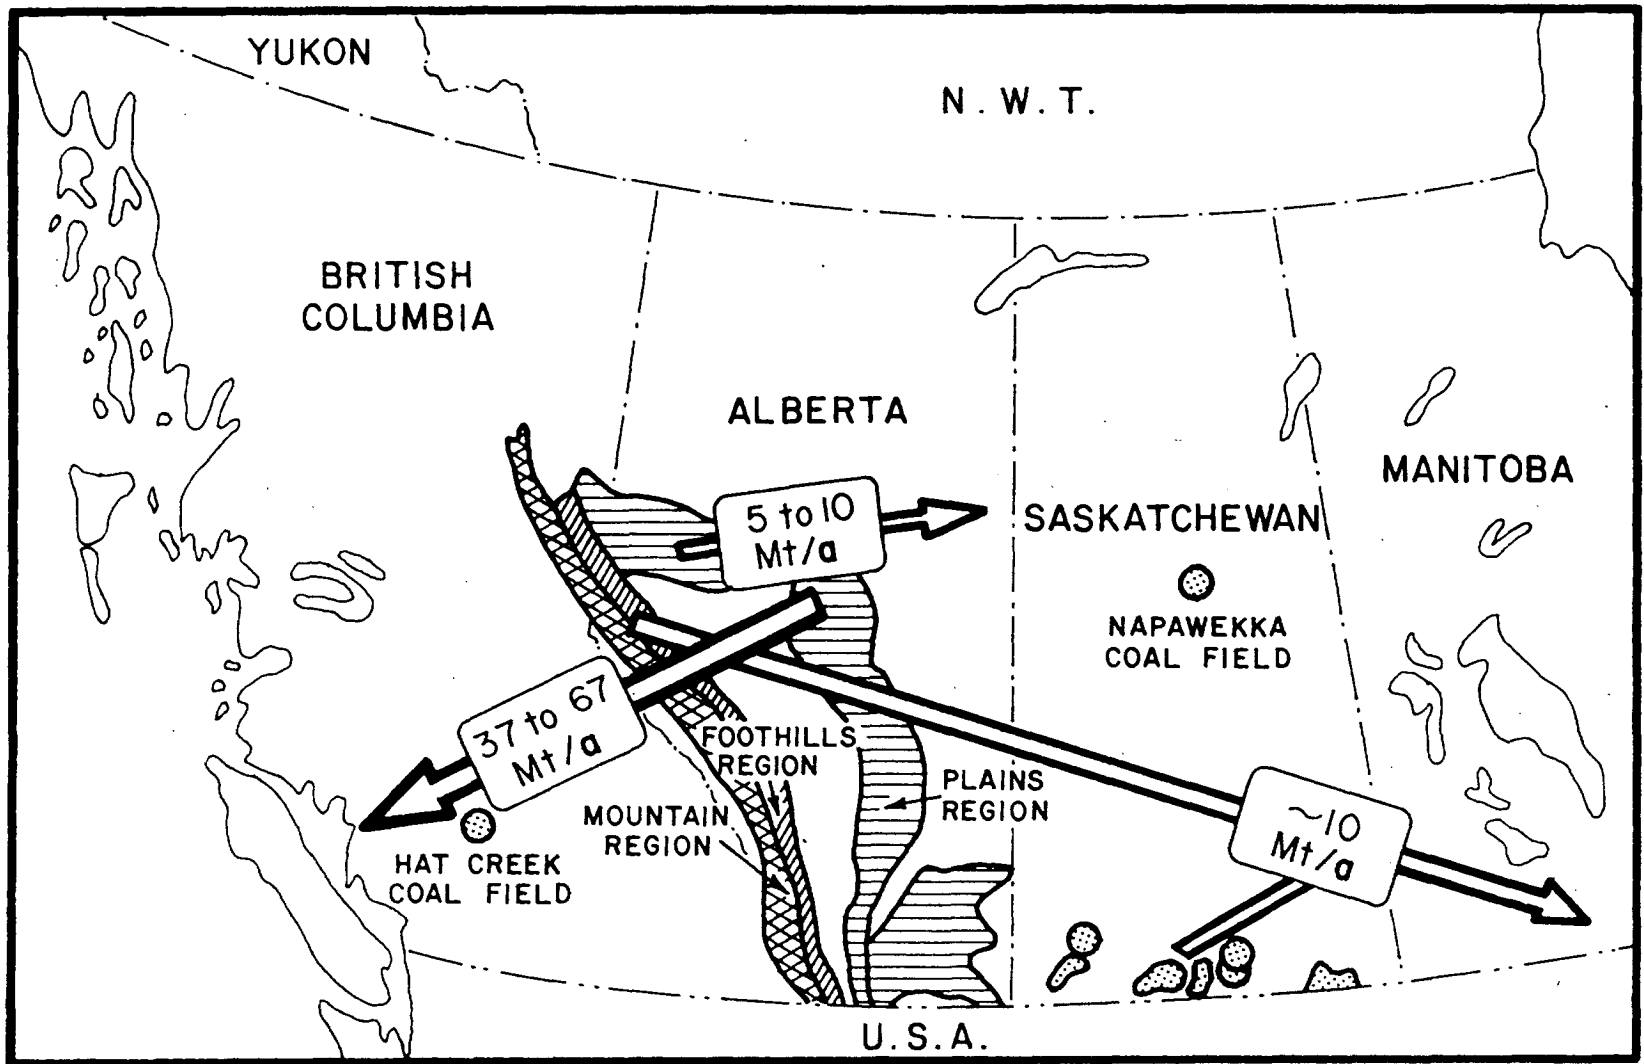 YUKON
N.W.T.
BRITISH
COLUMBIA
ALBERTA
MANITOBA
5 to 10
Mt/a
SASKATCHEWAN
NAPAWEKKA
COAL FIELD
37 to 67
Mt/a
FOOTHILLS
REGION
PLAINS
REGION
MOUNTAIN
REGION
~10
Mt/a
HAT CREEK
COAL FIELD
U.S.A.